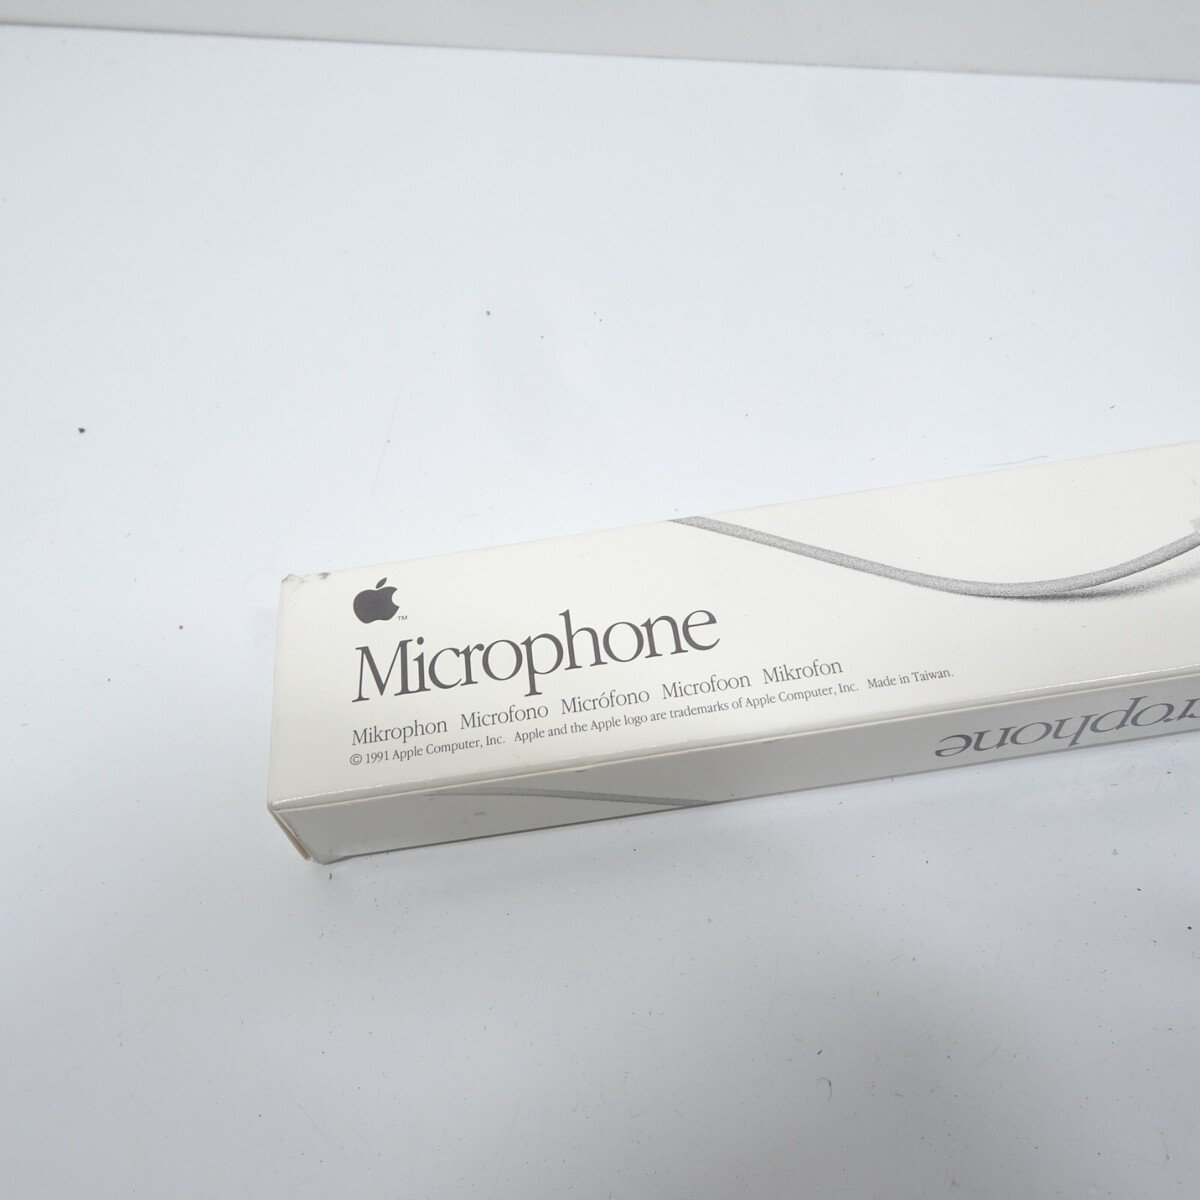 ™
Microphone
Mikrophon Microfono Micrófono Microfoon Mikrofon
© 1991 Apple Computer, Inc. Apple and the Apple logo are trademarks of Apple Computer, Inc. Made in Taiwan.
rophone